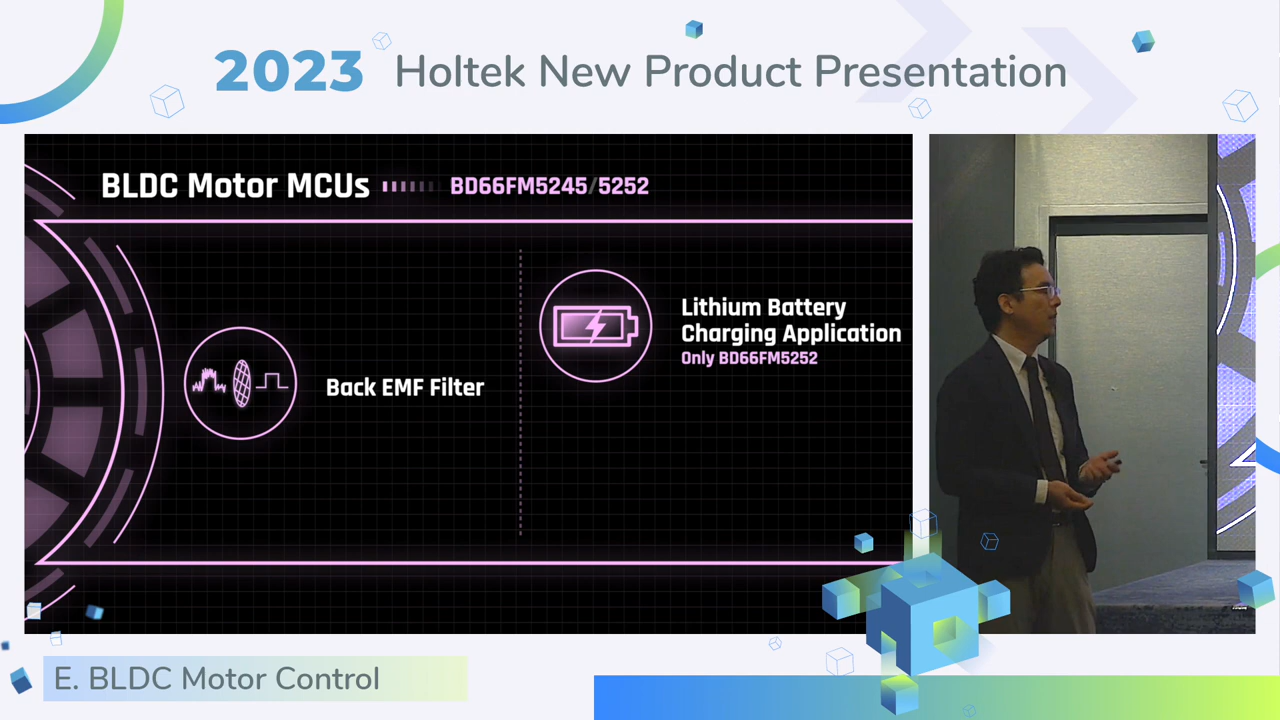 2023 Holtek New Product Presentation
BLDC Motor MCUs BD66FM5245/5252
Back EMF Filter
Lithium Battery
Charging Application
Only BD66FM5252
E. BLDC Motor Control